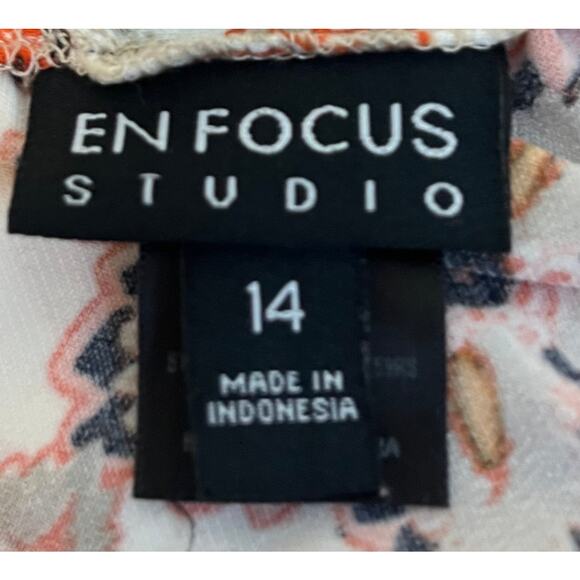 EN FOCUS
STUDIO
14
MADE IN
INDONESIA